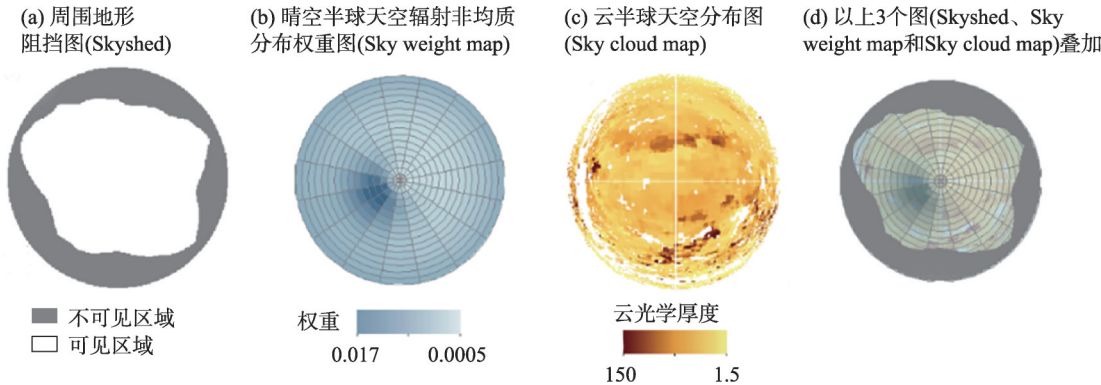 (a) 周围地形
阻挡图(Skyshed)
(b) 晴空半球天空辐射非均质
分布权重图(Sky weight map)
(c) 云半球天空分布图
(Sky cloud map)
(d) 以上3个图(Skyshed、Sky
weight map和Sky cloud map)叠加
不可见区域
可见区域
权重
0.017 0.0005
云光学厚度
150 1.5